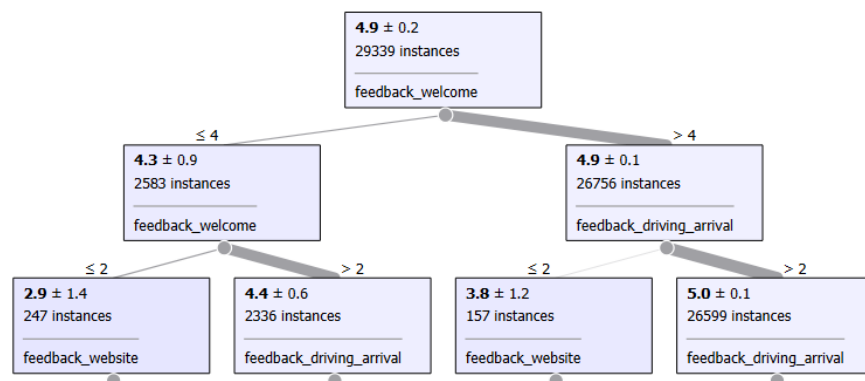 4.9 ± 0.2
29339 instances
feedback_welcome
≤ 4
> 4
4.3 ± 0.9
2583 instances
feedback_welcome
4.9 ± 0.1
26756 instances
feedback_driving_arrival
≤ 2
> 2
≤ 2
> 2
2.9 ± 1.4
247 instances
feedback_website
4.4 ± 0.6
2336 instances
feedback_driving_arrival
3.8 ± 1.2
157 instances
feedback_website
5.0 ± 0.1
26599 instances
feedback_driving_arrival